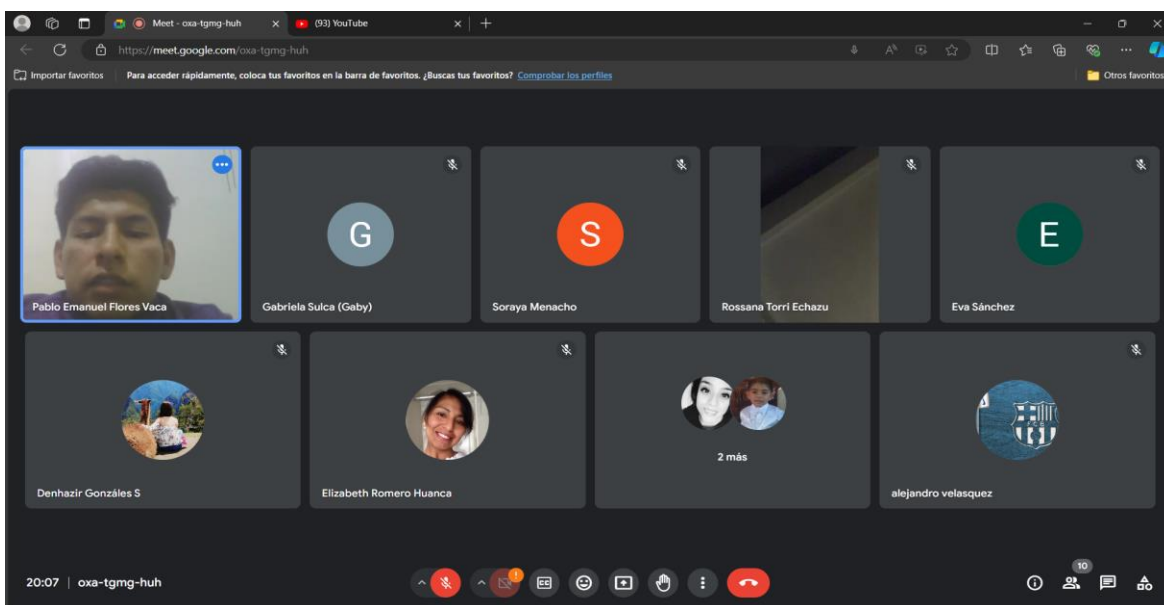 Meet - oxa-tgmg-huh
(93) YouTube
https://meet.google.com/oxa-tgmg-huh
Importar favoritos
Para acceder rápidamente, coloca tus favoritos en la barra de favoritos. ¿Buscas tus favoritos? Comprobar los perfiles
Otros favoritos
G
S
E
Pablo Emanuel Flores Vaca
Gabriela Sulca (Gaby)
Soraya Menacho
Rossana Torri Echazu
Eva Sánchez
2 más
Denhazir Gonzáles S
Elizabeth Romero Huanca
alejandro velasquez
20:07 | oxa-tgmg-huh
10